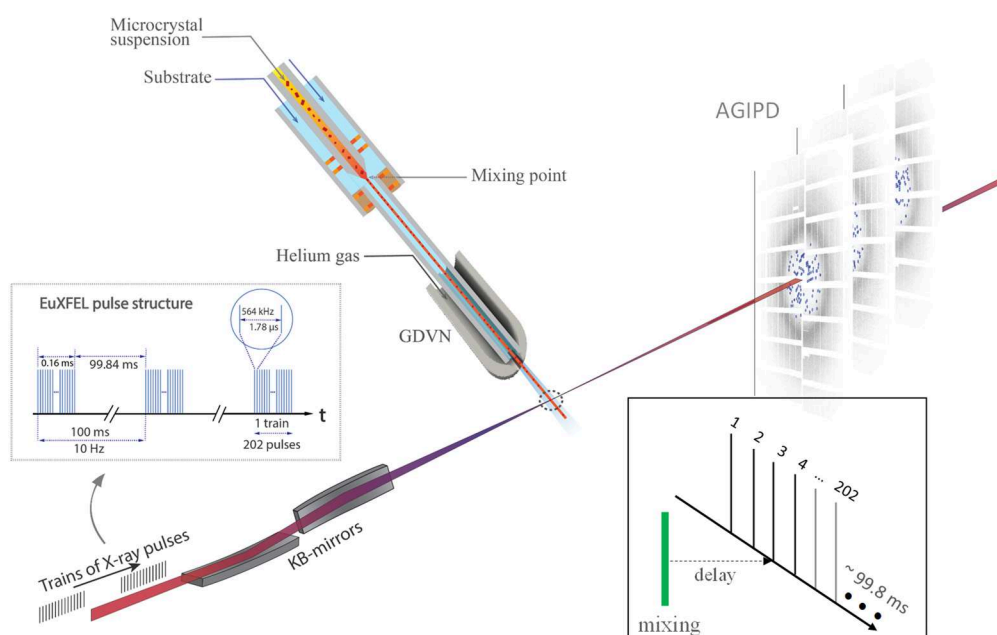 Microcrystal
suspension
Substrate
Mixing point
Helium gas
GDVN
AGIPD
EuXFEL pulse structure
564 kHz
1.78 µs
0.16 ms
99.84 ms
t
100 ms
10 Hz
1 train
202 pulses
Trains of X-ray pulses
KB-mirrors
1
2
3
4
...
202
delay
mixing
~ 99.8 ms